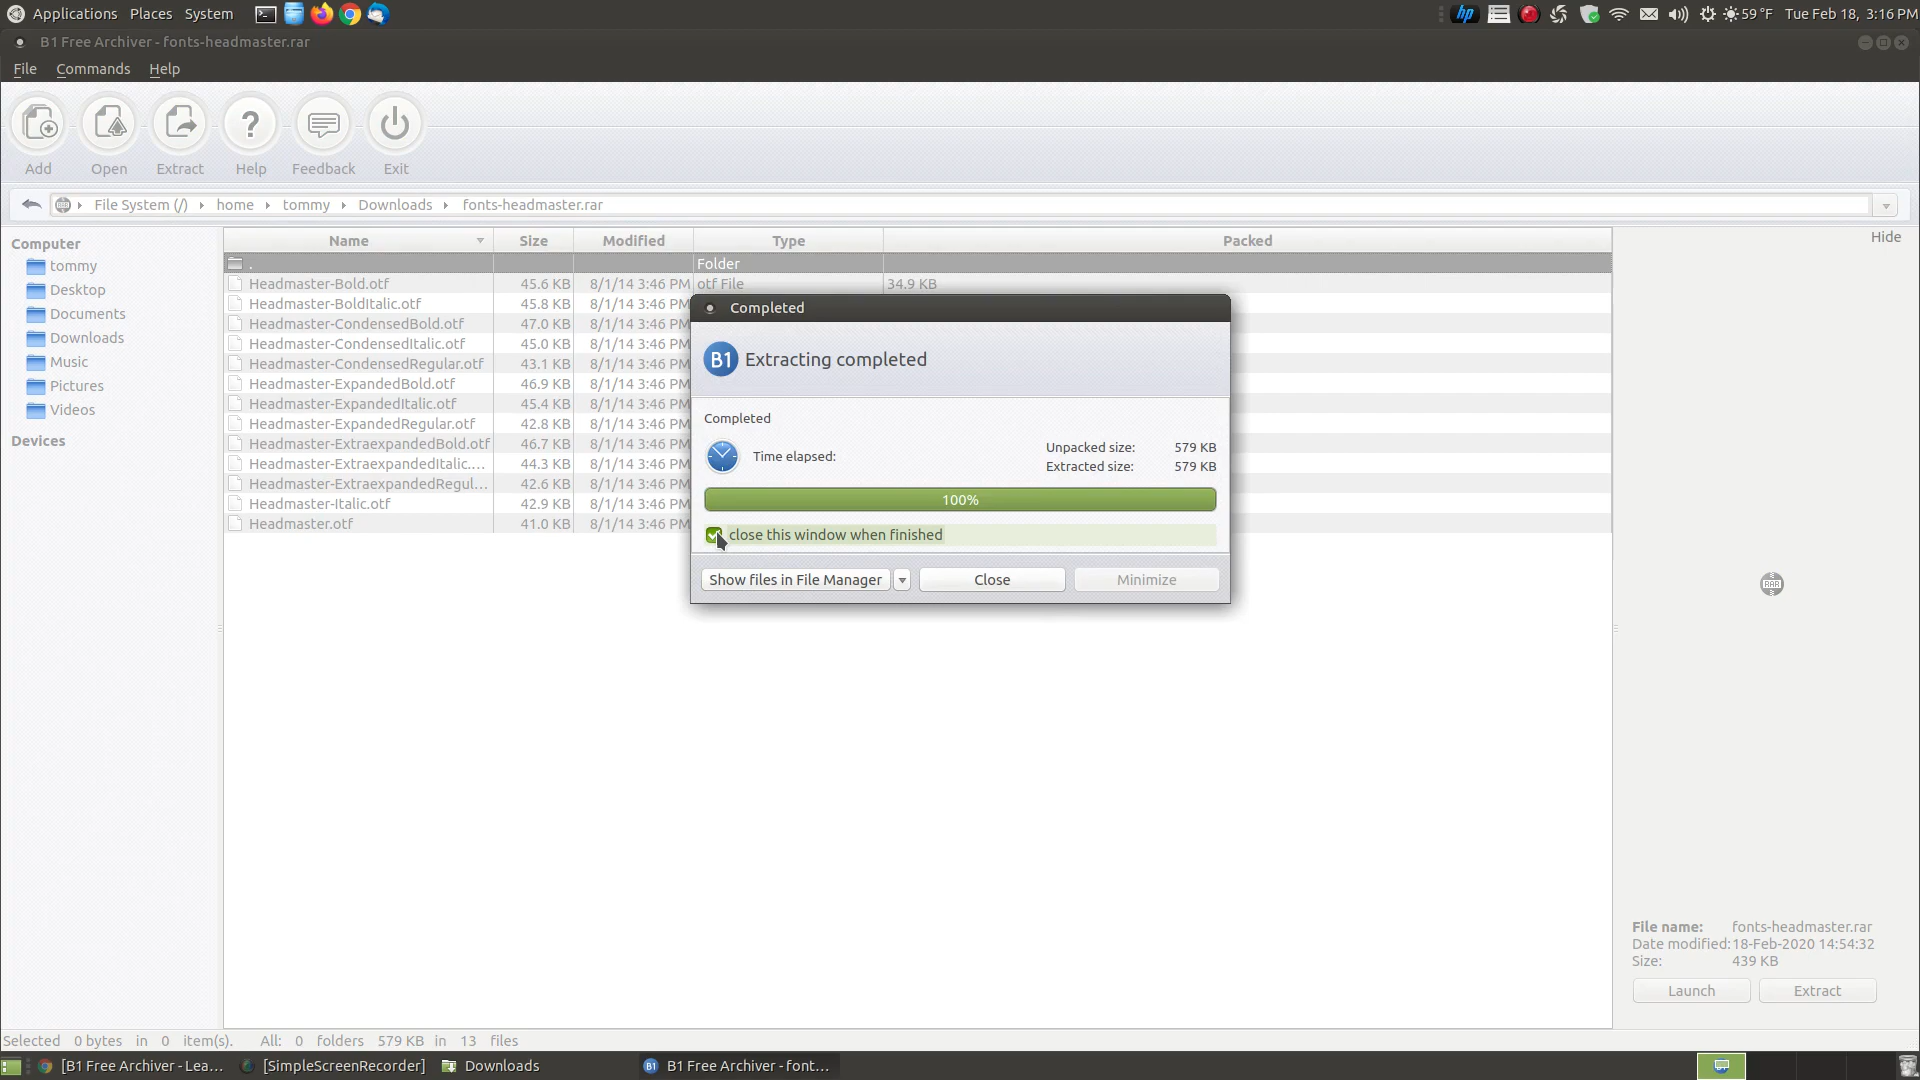 Applications Places System
hp 59 °F Tue Feb 18, 3:16 PM
B1 Free Archiver - fonts-headmaster.rar
File Commands Help
Add Open Extract Help Feedback Exit
File System (/) home tommy Downloads fonts-headmaster.rar
Computer
tommy
Desktop
Documents
Downloads
Music
Pictures
Videos
Devices
Name Size Modified Type Packed
Hide
. Folder
Headmaster-Bold.otf 45.6 KB 8/1/14 3:46 PM otf File 34.9 KB
Headmaster-BoldItalic.otf 45.8 KB 8/1/14 3:46 PM
Headmaster-CondensedBold.otf 47.0 KB 8/1/14 3:46 PM
Headmaster-CondensedItalic.otf 45.0 KB 8/1/14 3:46 PM
Headmaster-CondensedRegular.otf 43.1 KB 8/1/14 3:46 PM
Headmaster-ExpandedBold.otf 46.9 KB 8/1/14 3:46 PM
Headmaster-ExpandedItalic.otf 45.4 KB 8/1/14 3:46 PM
Headmaster-ExpandedRegular.otf 42.8 KB 8/1/14 3:46 PM
Headmaster-ExtraexpandedBold.otf 46.7 KB 8/1/14 3:46 PM
Headmaster-ExtraexpandedItalic.... 44.3 KB 8/1/14 3:46 PM
Headmaster-ExtraexpandedRegul... 42.6 KB 8/1/14 3:46 PM
Headmaster-Italic.otf 42.9 KB 8/1/14 3:46 PM
Headmaster.otf 41.0 KB 8/1/14 3:46 PM
Completed
B1 Extracting completed
Completed
Time elapsed:
Unpacked size: 579 KB
Extracted size: 579 KB
100%
close this window when finished
Show files in File Manager Close Minimize
RAR
File name: fonts-headmaster.rar
Date modified: 18-Feb-2020 14:54:32
Size: 439 KB
Launch Extract
Selected 0 bytes in 0 item(s). All: 0 folders 579 KB in 13 files
[B1 Free Archiver - Lea... [SimpleScreenRecorder] Downloads B1 B1 Free Archiver - font...